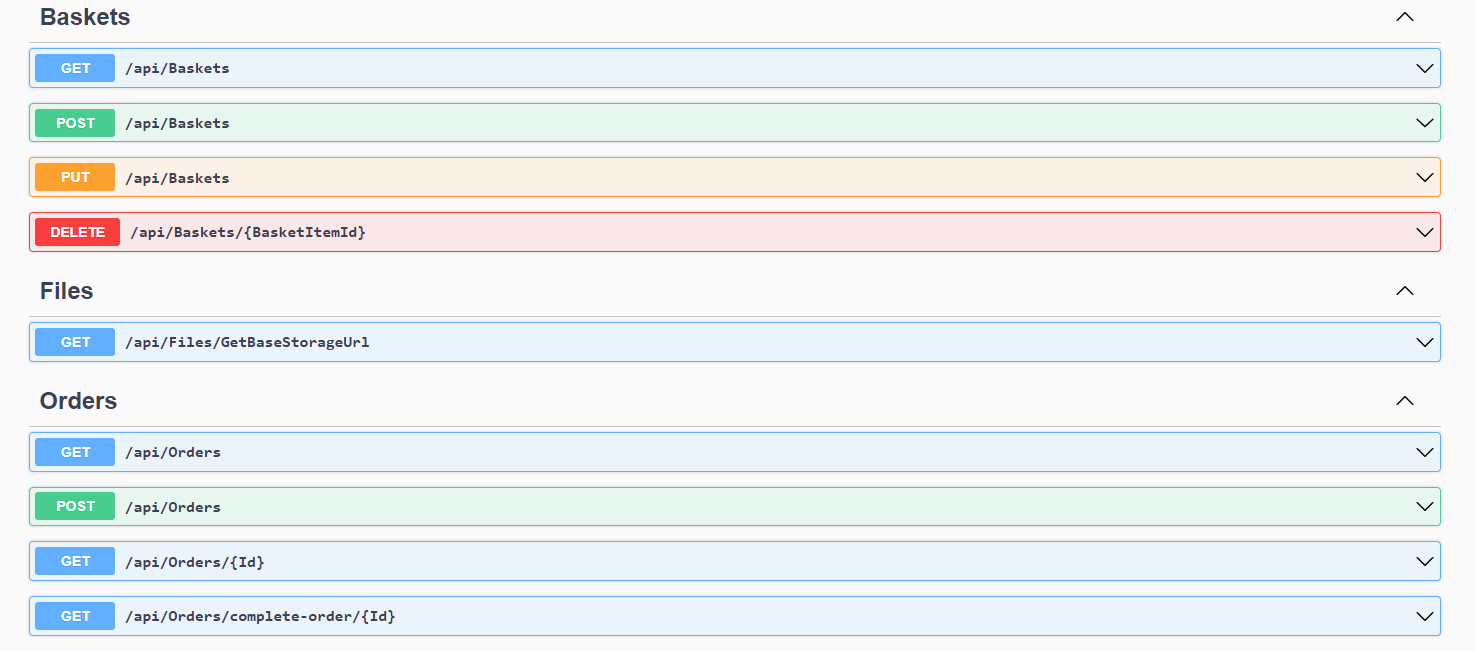 Baskets
GET /api/Baskets
POST /api/Baskets
PUT /api/Baskets
DELETE /api/Baskets/{BasketItemId}
Files
GET /api/Files/GetBaseStorageUrl
Orders
GET /api/Orders
POST /api/Orders
GET /api/Orders/{Id}
GET /api/Orders/complete-order/{Id}